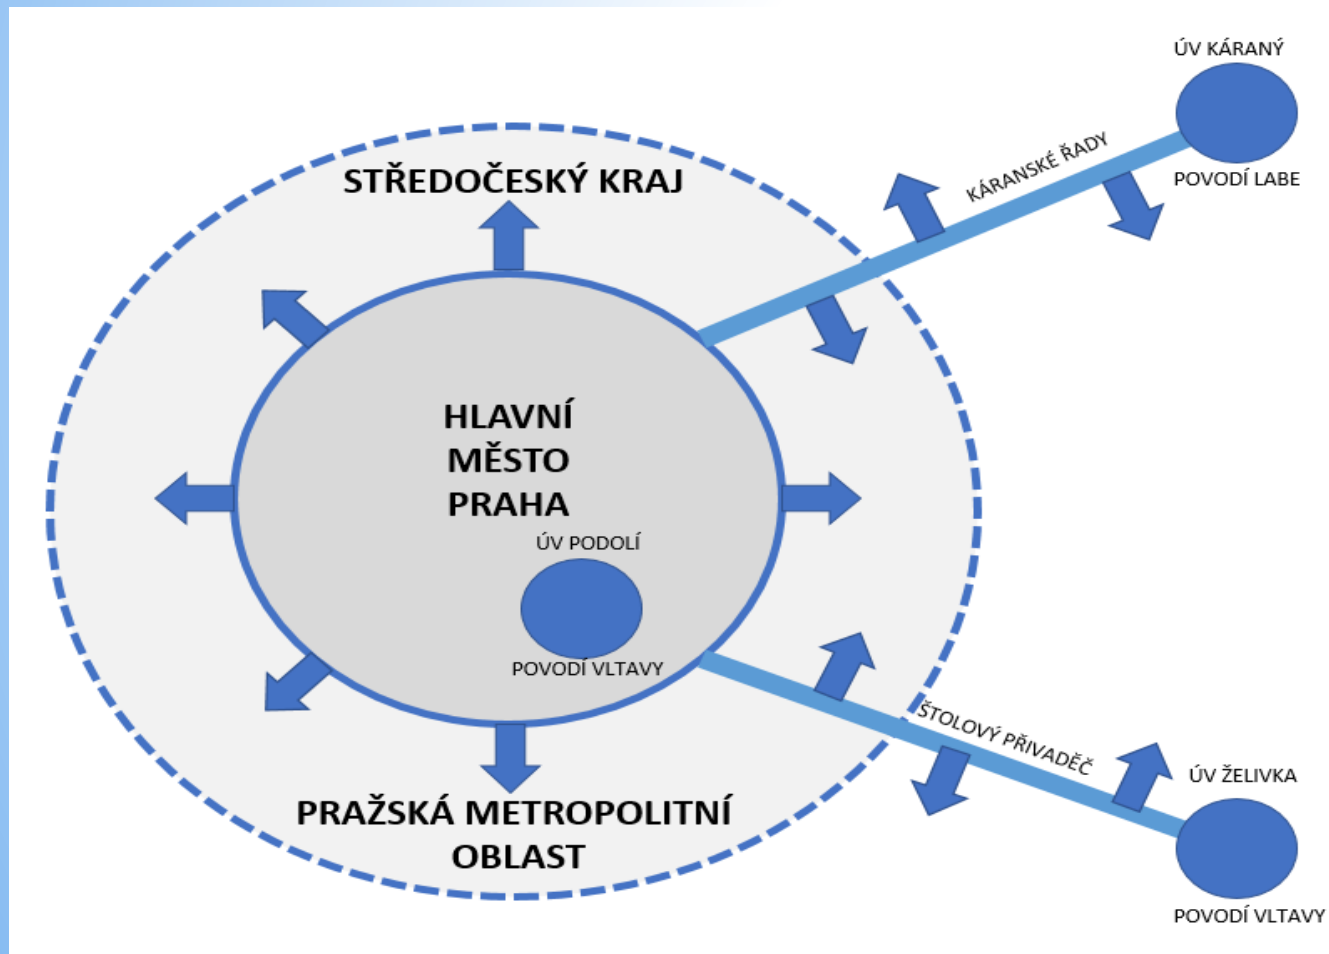 ÚV KÁRANÝ
KÁRANSKÉ ŘADY
POVODÍ LABE
STŘEDOČESKÝ KRAJ
HLAVNÍ
MĚSTO
PRAHA
ÚV PODOLÍ
POVODÍ VLTAVY
ŠTOLOVÝ PŘIVADĚČ
ÚV ŽELIVKA
PRAŽSKÁ METROPOLITNÍ
OBLAST
POVODÍ VLTAVY